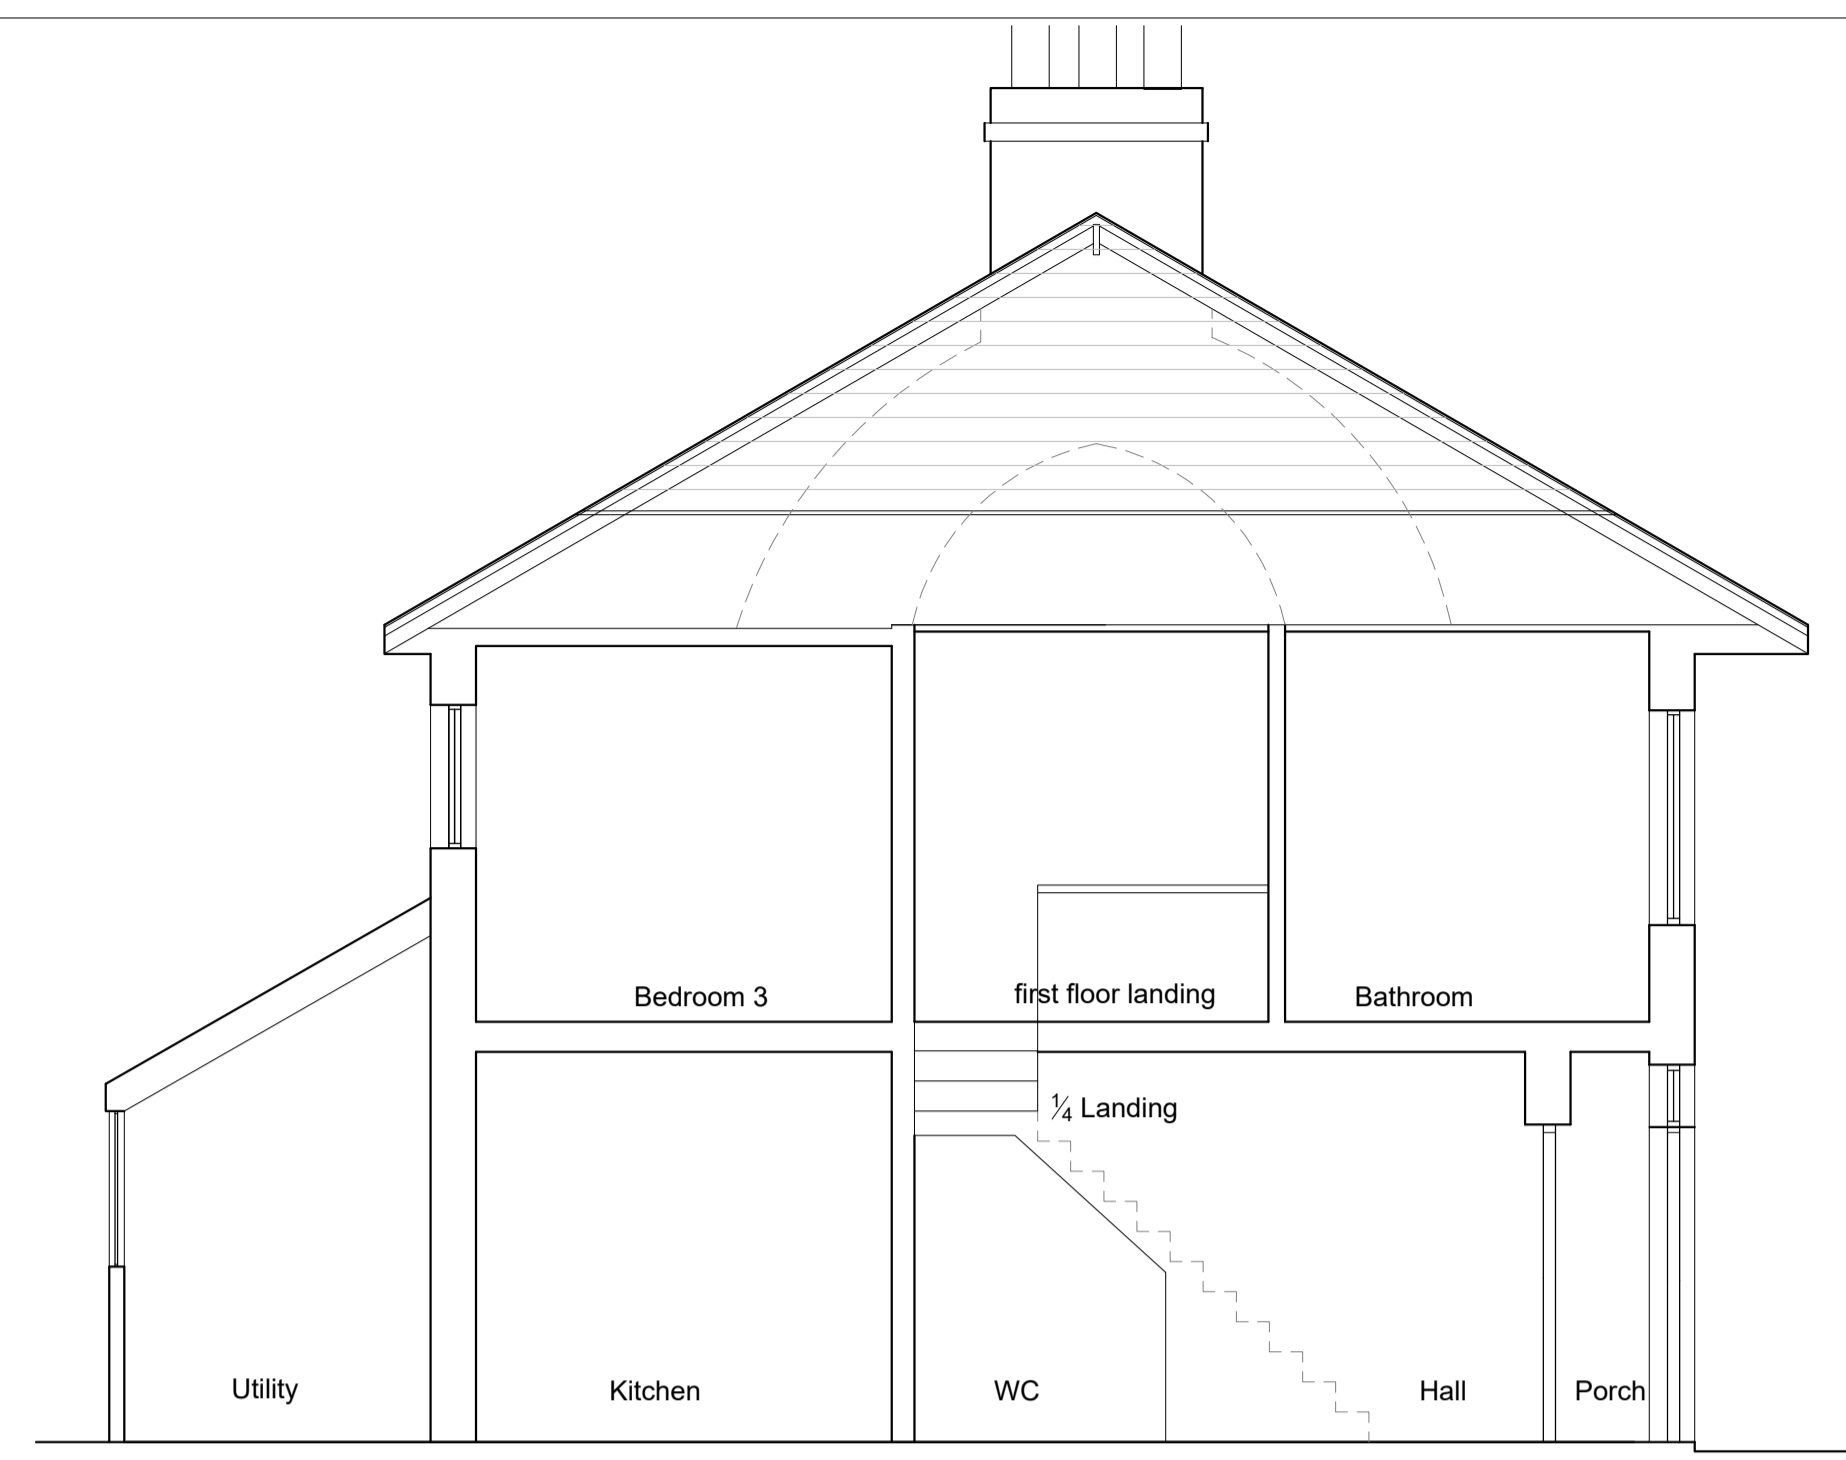 Bedroom 3
first floor landing
Bathroom
¼ Landing
Utility
Kitchen
WC
Hall
Porch